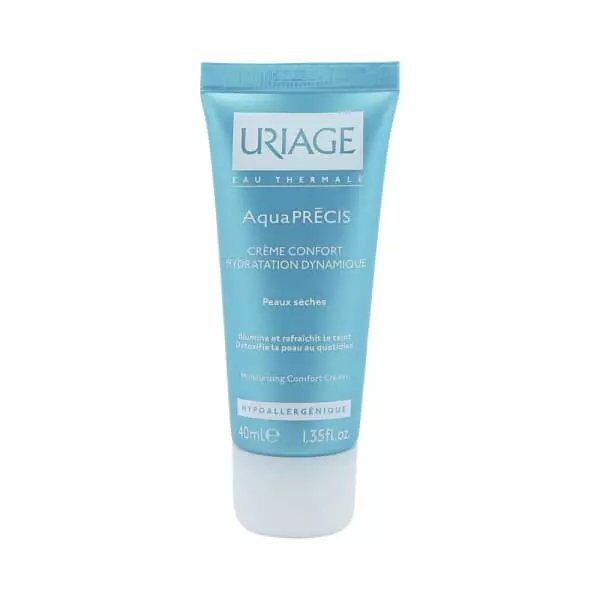 URIAGE
EAU THERMALE
AquaPRÉCIS
CRÈME CONFORT
HYDRATATION DYNAMIQUE
Peaux sèches
Illumine et rafraîchit le teint
Détoxifie la peau au quotidien
Moisturising Comfort Cream
HYPOALLERGÉNIQUE
40ml e 1.35fl.oz.